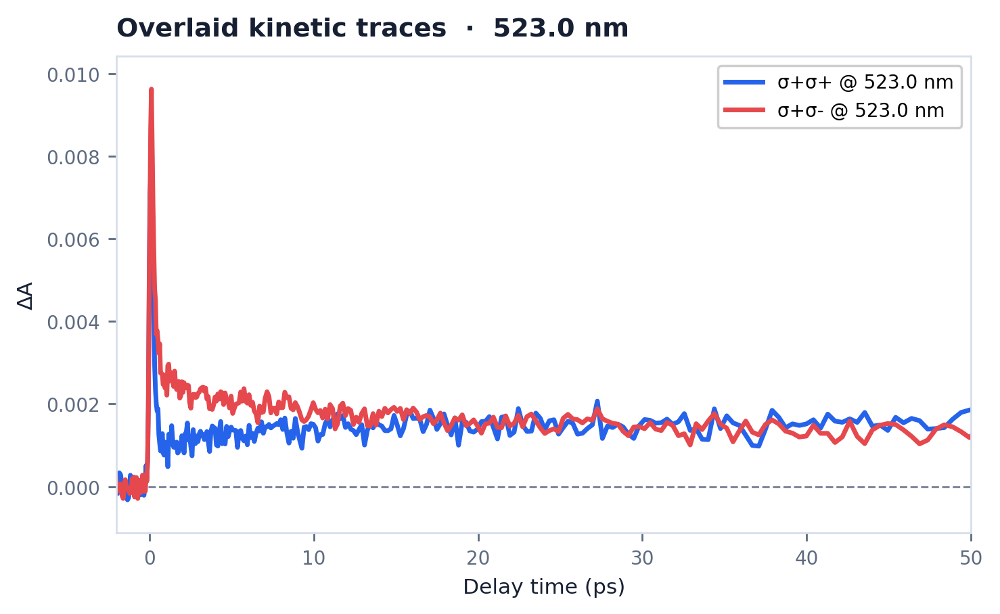 Overlaid kinetic traces · 523.0 nm
σ+σ+ @ 523.0 nm
σ+σ- @ 523.0 nm
ΔA
0.010
0.008
0.006
0.004
0.002
0.000
0 10 20 30 40 50
Delay time (ps)